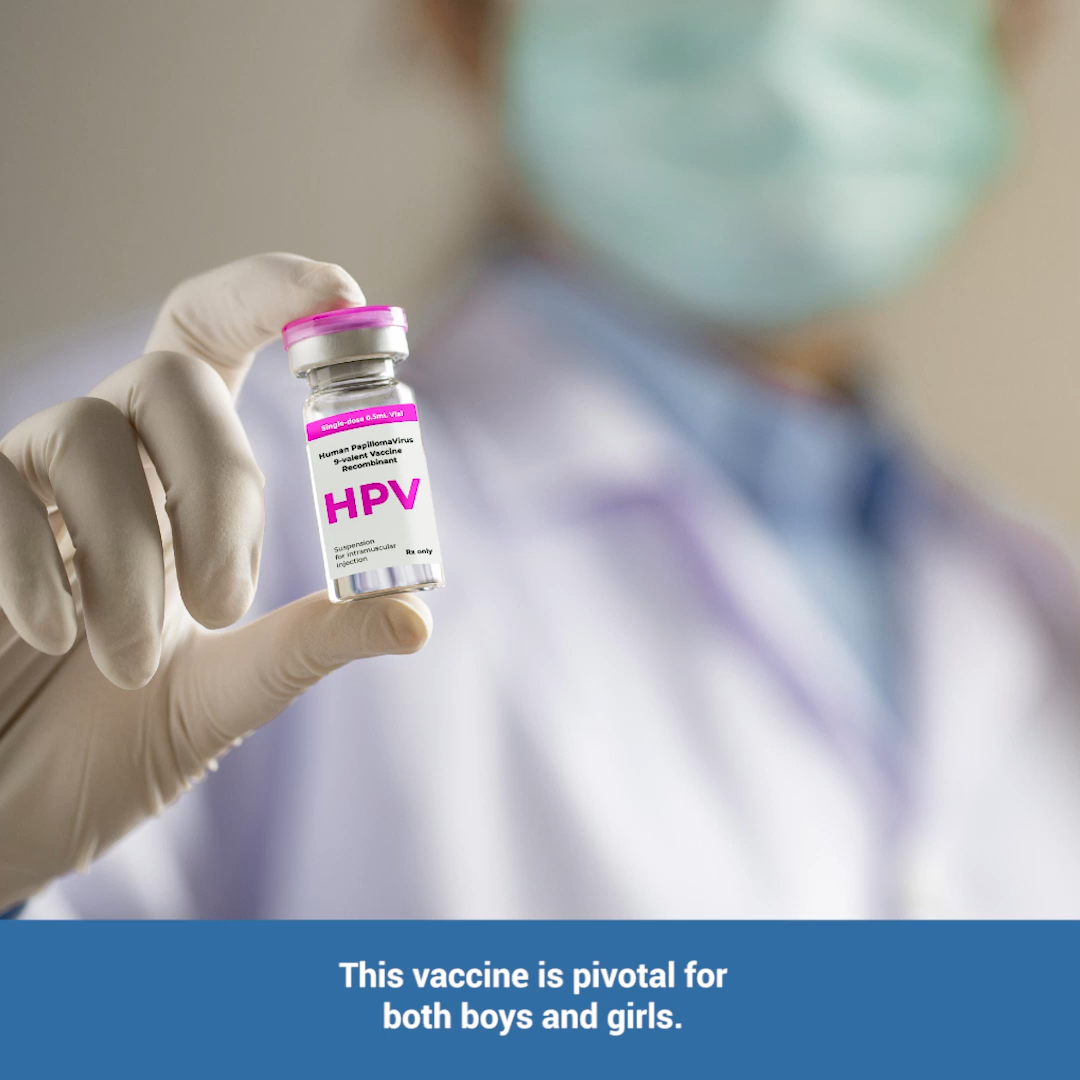 Single-dose 0.5mL Vial
Human PapillomaVirus
9-valent Vaccine
Recombinant
HPV
Suspension
for intramuscular
injection
Rx only
This vaccine is pivotal for
both boys and girls.